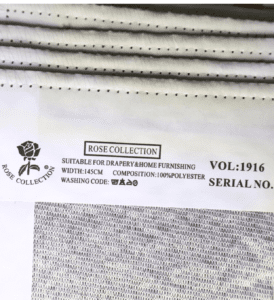 ROSE COLLECTION
ROSE COLLECTION
SUITABLE FOR DRAPERY&HOME FURNISHING
WIDTH:145CM COMPOSITION:100%POLYESTER
WASHING CODE:
VOL:1916
SERIAL NO.